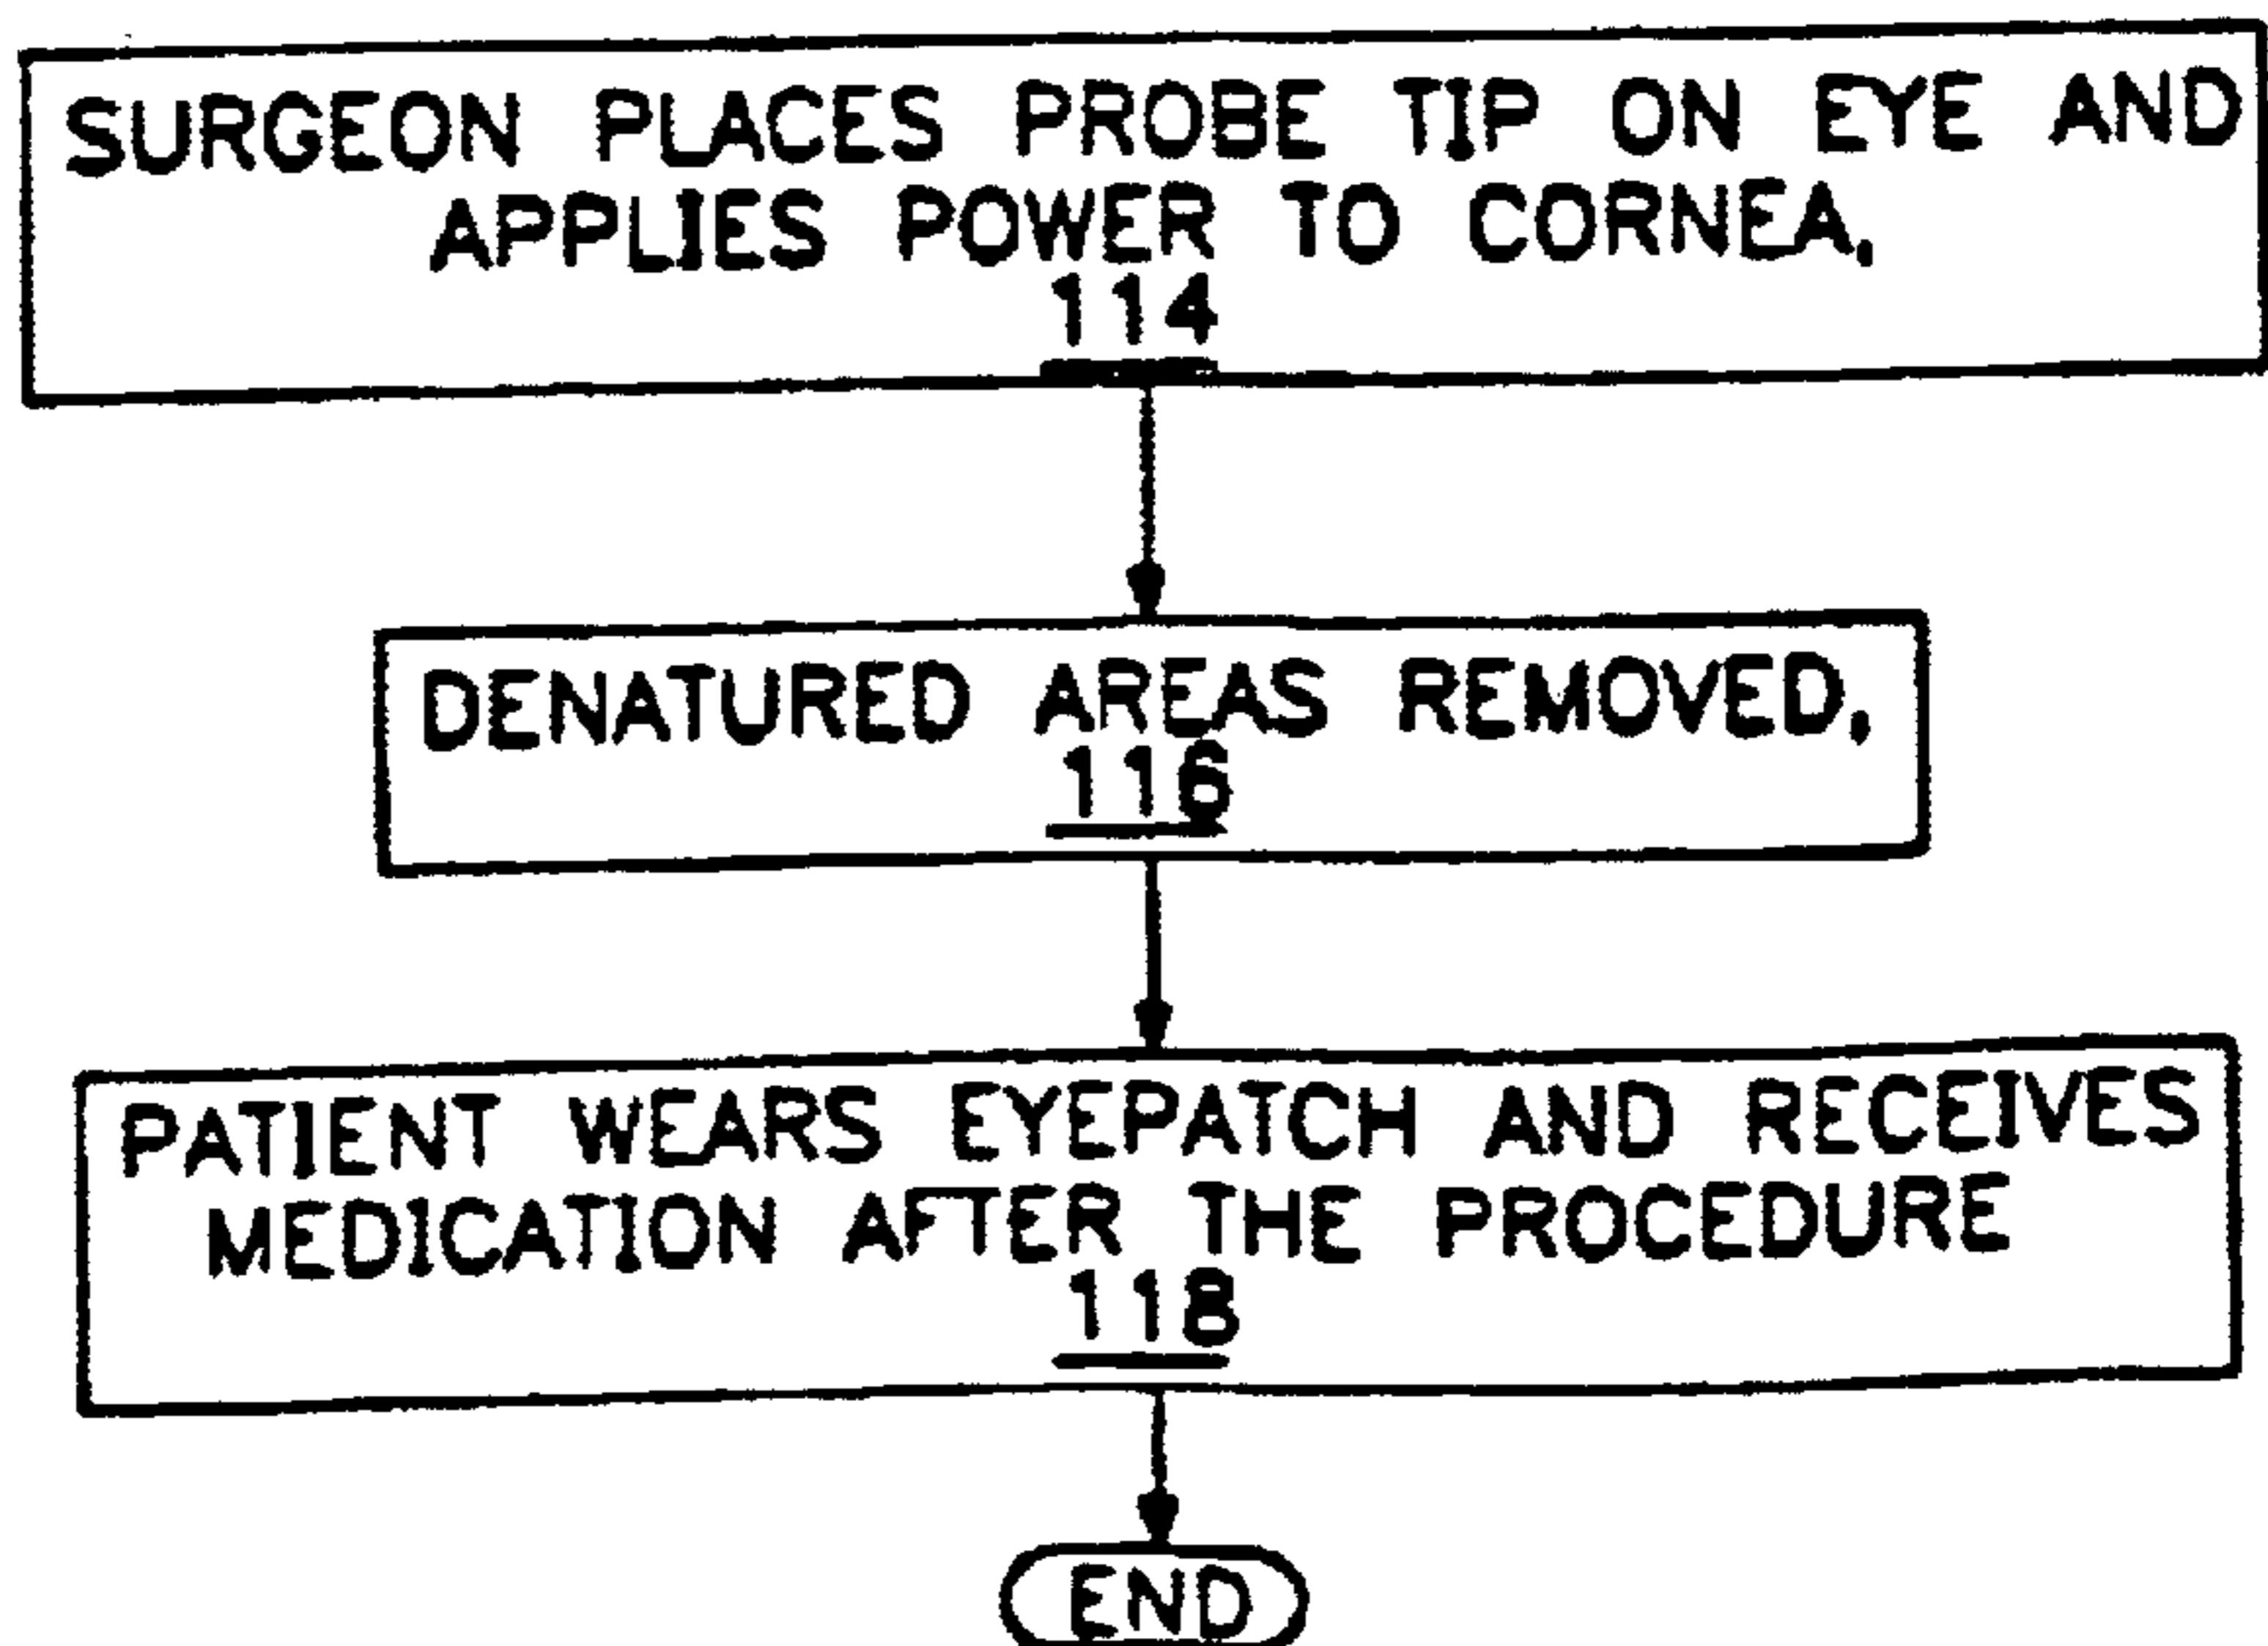 SURGEON PLACES PROBE TIP ON EYE AND
APPLIES POWER TO CORNEA,
114
DENATURED AREAS REMOVED,
116
PATIENT WEARS EYEPATCH AND RECEIVES
MEDICATION AFTER THE PROCEDURE
118
END